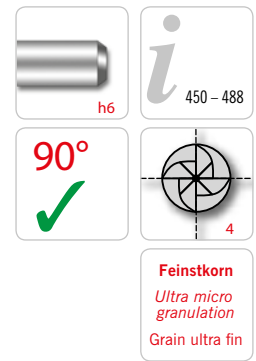 h6
i
450 – 488
90°
4
Feinstkorn
Ultra micro
granulation
Grain ultra fin